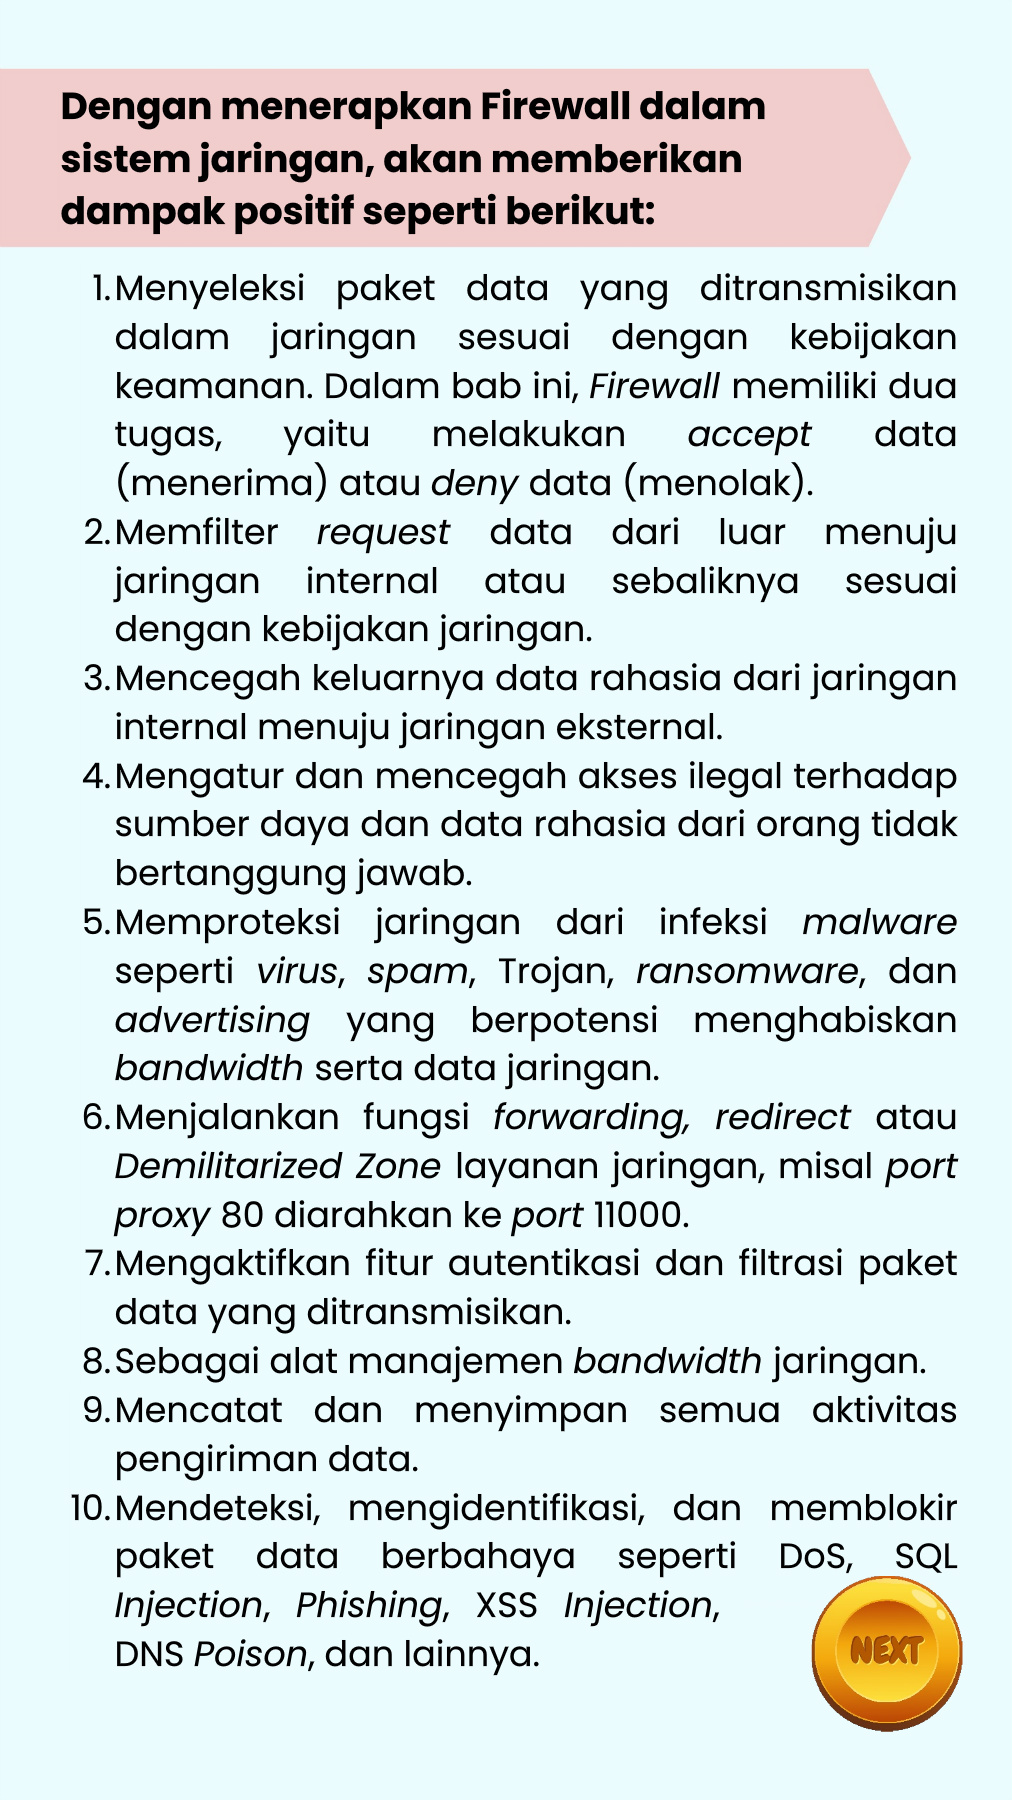 Dengan menerapkan Firewall dalam
sistem jaringan, akan memberikan
dampak positif seperti berikut:
1. Menyeleksi paket data yang ditransmisikan
dalam jaringan sesuai dengan kebijakan
keamanan. Dalam bab ini, Firewall memiliki dua
tugas, yaitu melakukan accept data
(menerima) atau deny data (menolak).
2. Memfilter request data dari luar menuju
jaringan internal atau sebaliknya sesuai
dengan kebijakan jaringan.
3. Mencegah keluarnya data rahasia dari jaringan
internal menuju jaringan eksternal.
4. Mengatur dan mencegah akses ilegal terhadap
sumber daya dan data rahasia dari orang tidak
bertanggung jawab.
5. Memproteksi jaringan dari infeksi malware
seperti virus, spam, Trojan, ransomware, dan
advertising yang berpotensi menghabiskan
bandwidth serta data jaringan.
6. Menjalankan fungsi forwarding, redirect atau
Demilitarized Zone layanan jaringan, misal port
proxy 80 diarahkan ke port 11000.
7. Mengaktifkan fitur autentikasi dan filtrasi paket
data yang ditransmisikan.
8. Sebagai alat manajemen bandwidth jaringan.
9. Mencatat dan menyimpan semua aktivitas
pengiriman data.
10. Mendeteksi, mengidentifikasi, dan memblokir
paket data berbahaya seperti DoS, SQL
Injection, Phishing, XSS Injection,
DNS Poison, dan lainnya.
NEXT